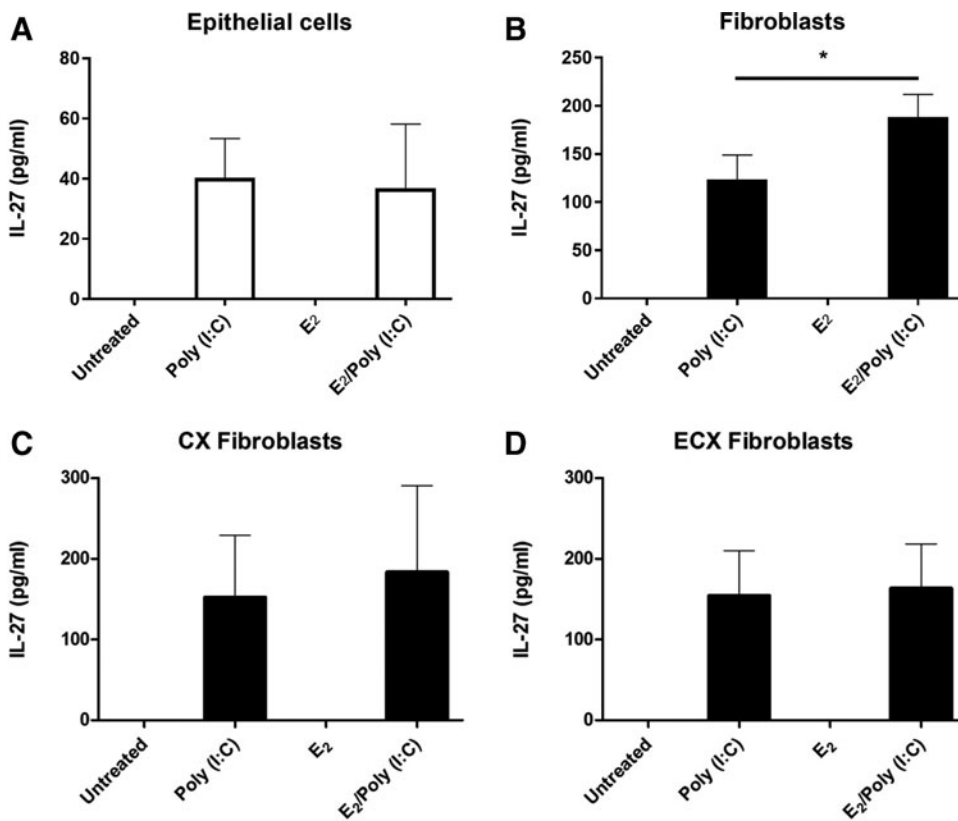 A
Epithelial cells
IL-27 (pg/ml)
80
60
40
20
0
Untreated
Poly (I:C)
E2
E2/Poly (I:C)
B
Fibroblasts
*
IL-27 (pg/ml)
250
200
150
100
50
0
Untreated
Poly (I:C)
E2
E2/Poly (I:C)
C
CX Fibroblasts
IL-27 (pg/ml)
300
200
100
0
Untreated
Poly (I:C)
E₂
E₂/Poly (I:C)
D
ECX Fibroblasts
IL-27 (pg/ml)
300
200
100
0
Untreated
Poly (I:C)
E₂
E₂/Poly (I:C)